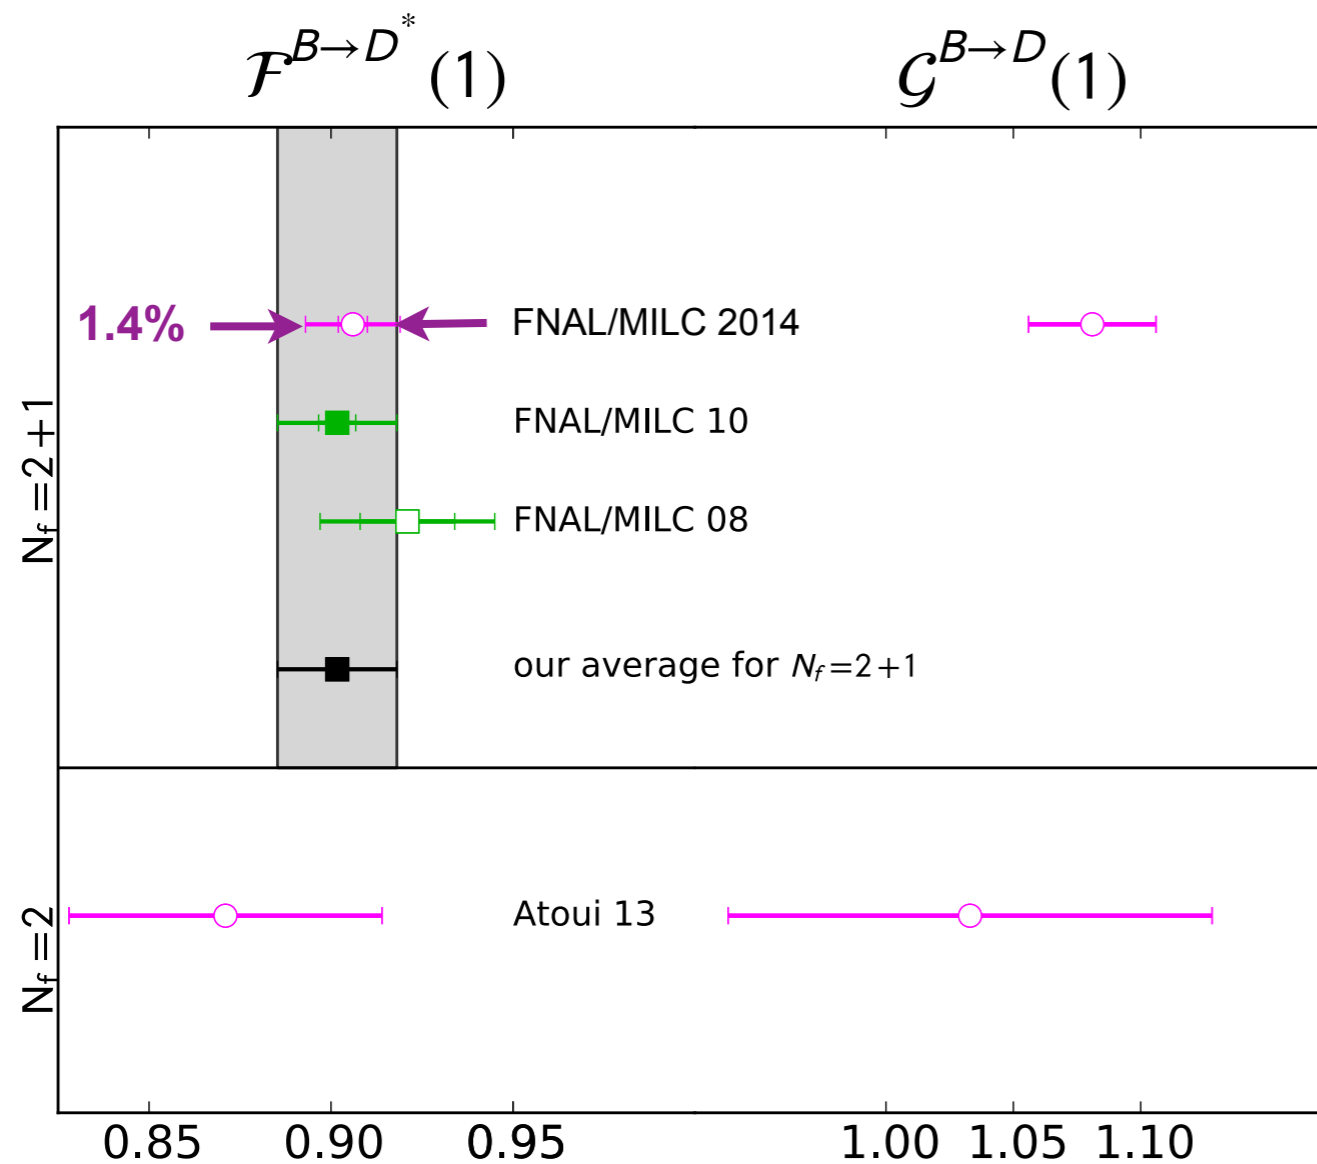 ℱ^{B→D*}(1) 𝒢^{B→D}(1)
1.4% FNAL/MILC 2014
FNAL/MILC 10
FNAL/MILC 08
N_f=2+1
our average for N_f=2+1
Atoui 13
N_f=2
0.85 0.90 0.95 1.00 1.05 1.10